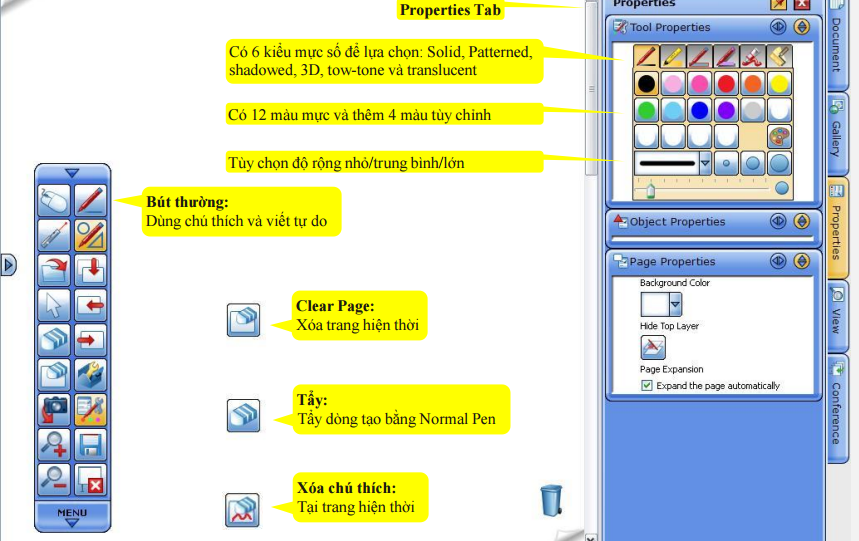 Properties Tab
Properties
Tool Properties
Có 6 kiểu mực số để lựa chọn: Solid, Patterned,
shadowed, 3D, tow-tone và translucent
Có 12 màu mực và thêm 4 màu tùy chỉnh
Tùy chọn độ rộng nhỏ/trung bình/lớn
Bút thường:
Dùng chú thích và viết tự do
Object Properties
Page Properties
Background Color
Hide Top Layer
Page Expansion
Expand the page automatically
Clear Page:
Xóa trang hiện thời
Tẩy:
Tẩy dòng tạo bằng Normal Pen
Xóa chú thích:
Tại trang hiện thời
MENU
Document
Gallery
Properties
View
Conference